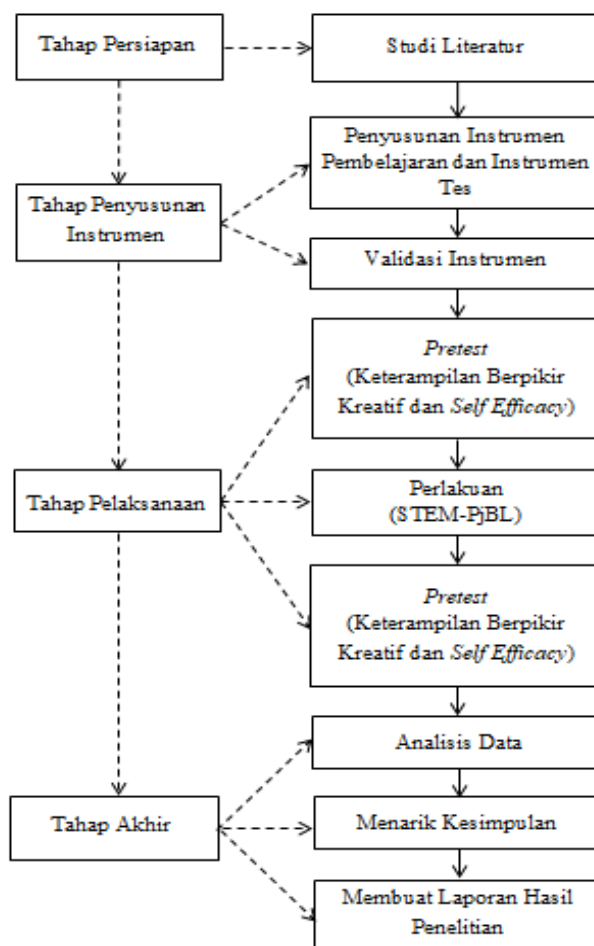 Tahap Persiapan
Studi Literatur
Penyusunan Instrumen
Pembelajaran dan Instrumen
Tes
Tahap Penyusunan
Instrumen
Validasi Instrumen
Pretest
(Keterampilan Berpikir
Kreatif dan Self Efficacy)
Tahap Pelaksanaan
Perlakuan
(STEM-PjBL)
Pretest
(Keterampilan Berpikir
Kreatif dan Self Efficacy)
Analisis Data
Tahap Akhir
Menarik Kesimpulan
Membuat Laporan Hasil
Penelitian